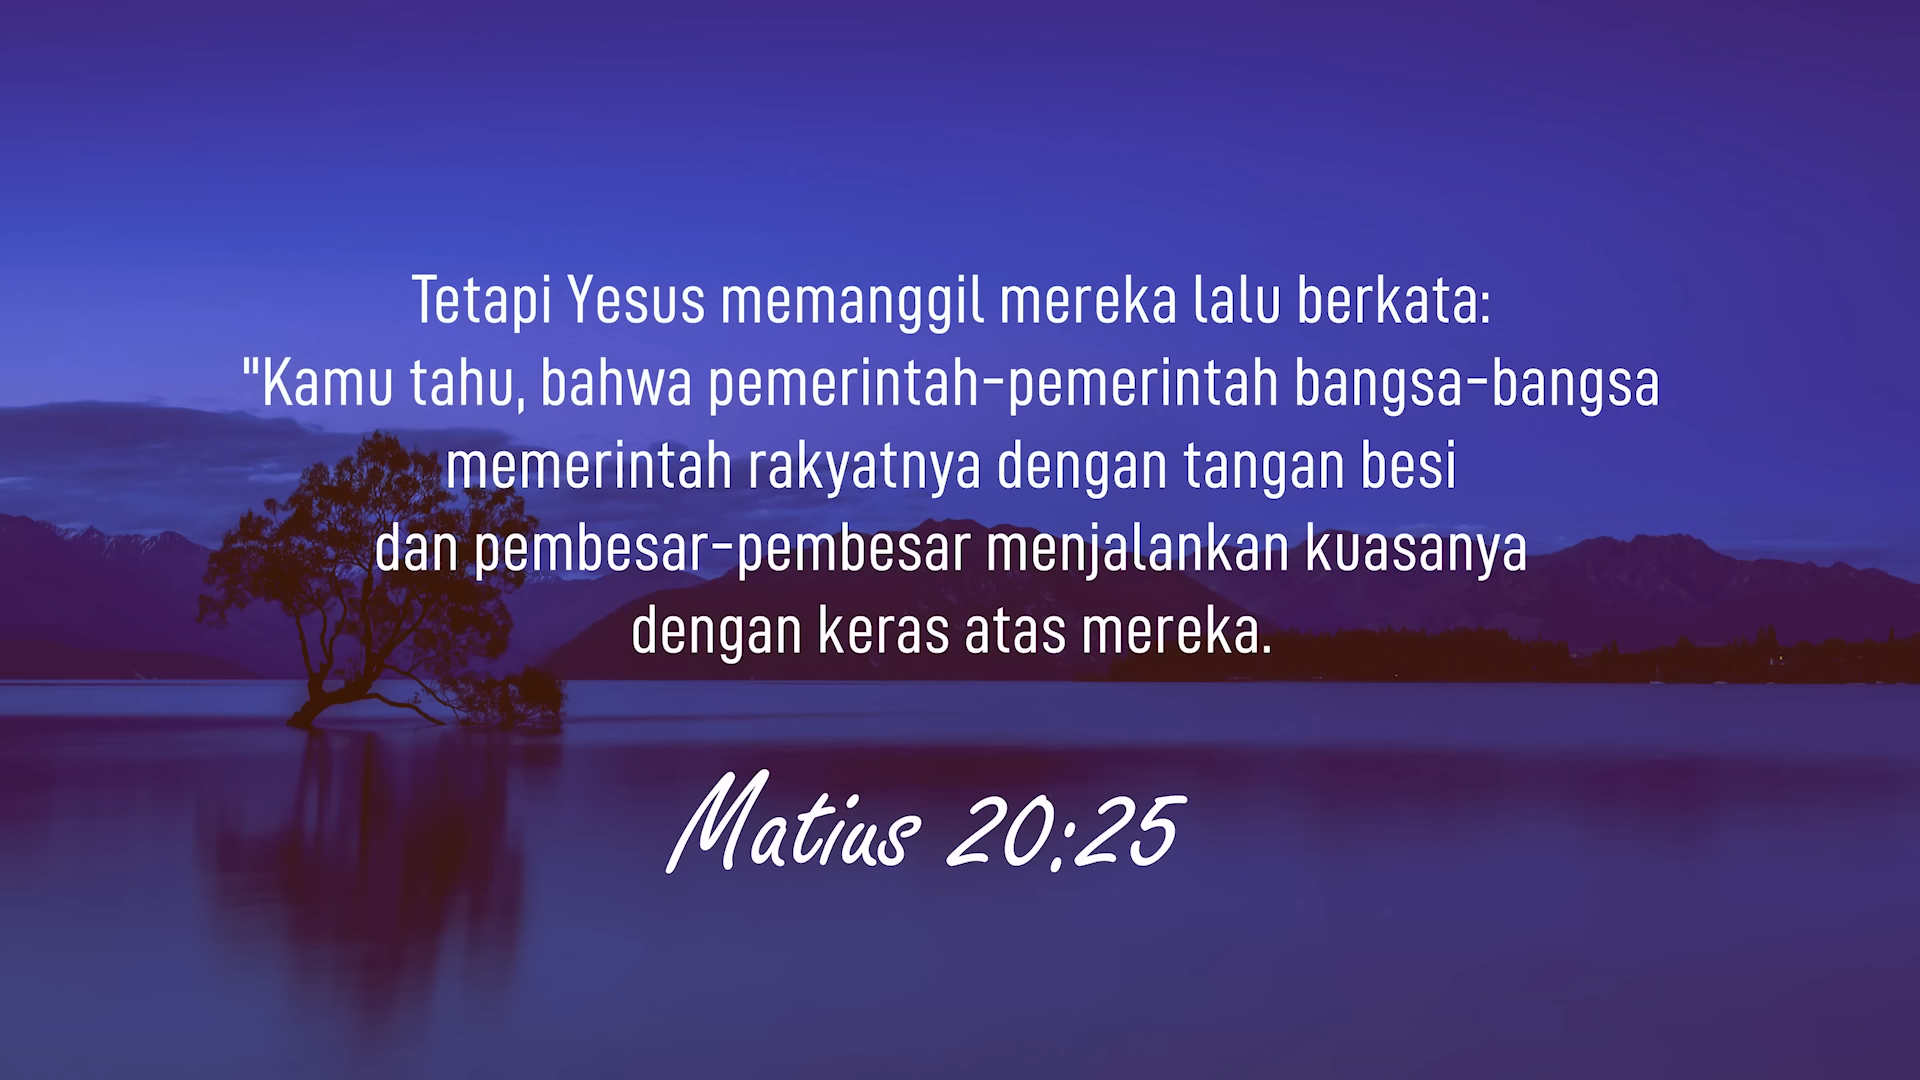 Tetapi Yesus memanggil mereka lalu berkata:
"Kamu tahu, bahwa pemerintah-pemerintah bangsa-bangsa
memerintah rakyatnya dengan tangan besi
dan pembesar-pembesar menjalankan kuasanya
dengan keras atas mereka.
Matius 20:25